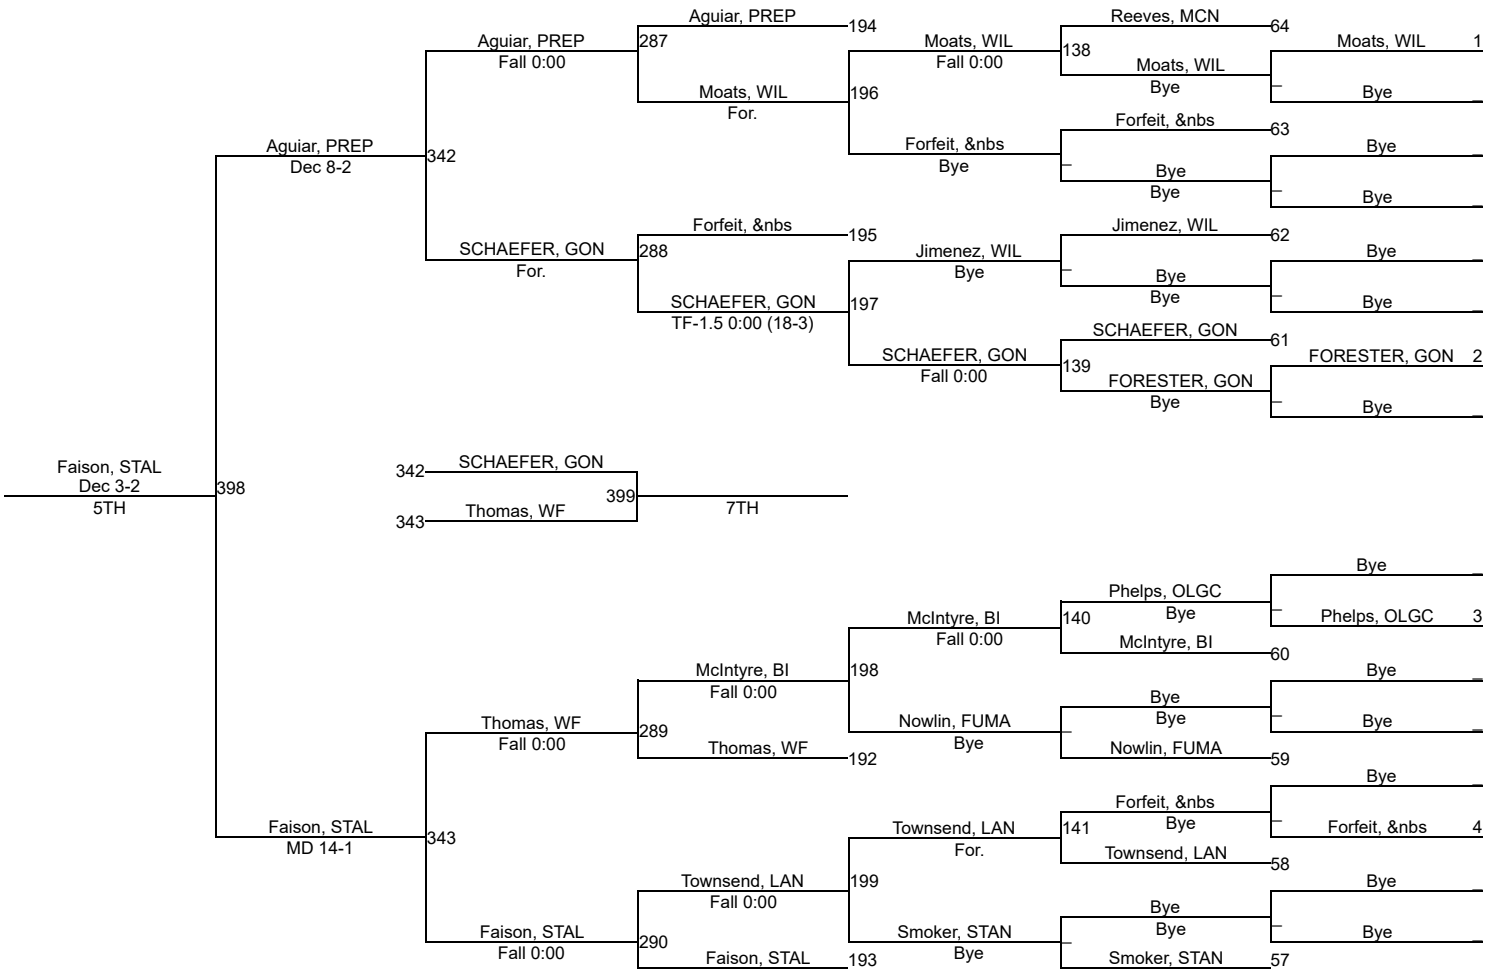 Aguiar, PREP
194
Reeves, MCN
64
Aguiar, PREP
287
Moats, WIL
138
Moats, WIL
1
Fall 0:00
Fall 0:00
Moats, WIL
Bye
Bye
Moats, WIL
For.
196
Forfeit, &nbs
63
Aguiar, PREP
Dec 8-2
342
Forfeit, &nbs
Bye
Bye
Bye
Bye
Bye
Forfeit, &nbs
195
Jimenez, WIL
62
SCHAEFER, GON
For.
288
Jimenez, WIL
Bye
Bye
Bye
Bye
Bye
SCHAEFER, GON
TF-1.5 0:00 (18-3)
197
SCHAEFER, GON
61
SCHAEFER, GON
Fall 0:00
139
FORESTER, GON
2
FORESTER, GON
Bye
Bye
Faison, STAL
Dec 3-2
5TH
398
342
SCHAEFER, GON
399
7TH
343
Thomas, WF
Bye
Phelps, OLGC
Bye
McIntyre, BI
Fall 0:00
140
Phelps, OLGC
3
McIntyre, BI
60
McIntyre, BI
Fall 0:00
198
Bye
Thomas, WF
Fall 0:00
289
Nowlin, FUMA
Bye
Bye
Bye
Bye
Thomas, WF
192
Nowlin, FUMA
59
Bye
Forfeit, &nbs
Bye
Faison, STAL
MD 14-1
343
Townsend, LAN
For.
141
Forfeit, &nbs
4
Townsend, LAN
58
Townsend, LAN
Fall 0:00
199
Bye
Faison, STAL
Fall 0:00
290
Smoker, STAN
Bye
Bye
Bye
Bye
Faison, STAL
193
Smoker, STAN
57